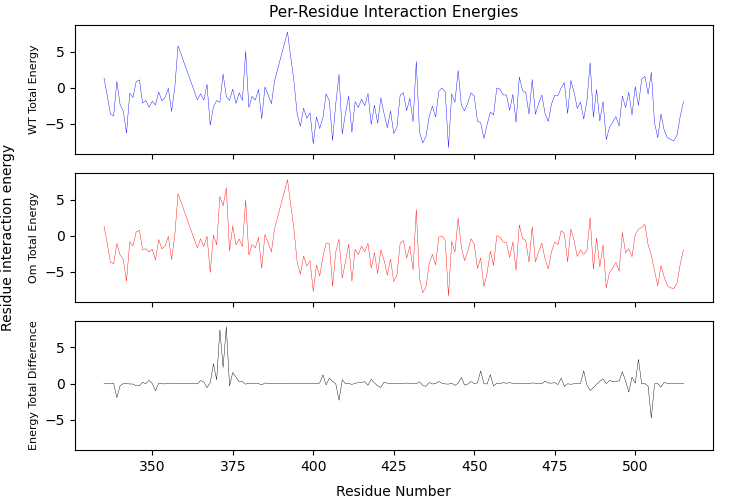 Per-Residue Interaction Energies
Residue interaction energy
WT Total Energy
5
0
−5
Om Total Energy
5
0
−5
Energy Total Difference
5
0
−5
350 375 400 425 450 475 500
Residue Number